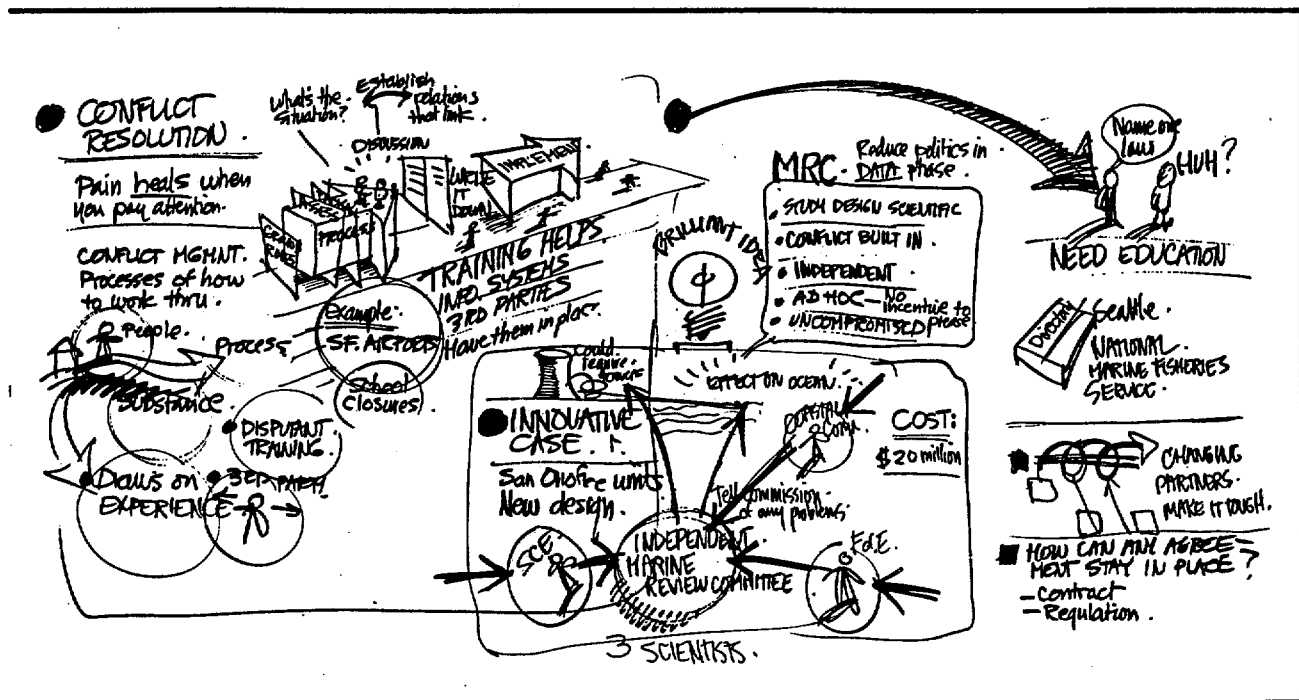 CONFLICT
RESOLUTION.
Pain heals when
you pay attention.
CONFLICT MGMNT.
Processes of how
to work thru.
People.
Process
SUBSTANCE.
DISPUTANT
TRAINING
Draws on
EXPERIENCE
3RD PARTY
What's the
situation?
Establish
relations
that link.
DISCUSSION
GROUND
RULES
PROCESS
WRITE
IT
DOWN
IMPLEMENT
TRAINING HELPS
INFO. SYSTEMS
3RD PARTIES
Have them in place.
Example.
S.F. AIRPORTS
School
Closures
BRILLIANT IDEA
MRC.
Reduce politics in
DATA phase.
STUDY DESIGN SCIENTIFIC
CONFLICT BUILT IN.
INDEPENDENT
AD HOC — No
incentive to
please
UNCOMPROMISED
INNOVATIVE
CASE.
San Onofre units
New design.
Could
require
EFFECT ON OCEAN.
COASTAL
COMM.
COST:
$20 million
Tell commission
of any problems.
SCE.
INDEPENDENT
MARINE
REVIEW COMMITTEE
F.o.E.
3 SCIENTISTS.
Name one
law
HUH?
NEED EDUCATION
Directory
Seattle.
NATIONAL
MARINE FISHERIES
SERVICE.
CHANGING
PARTNERS.
MAKE IT TOUGH.
HOW CAN ANY AGREE-
MENT STAY IN PLACE?
- Contract
- Regulation.